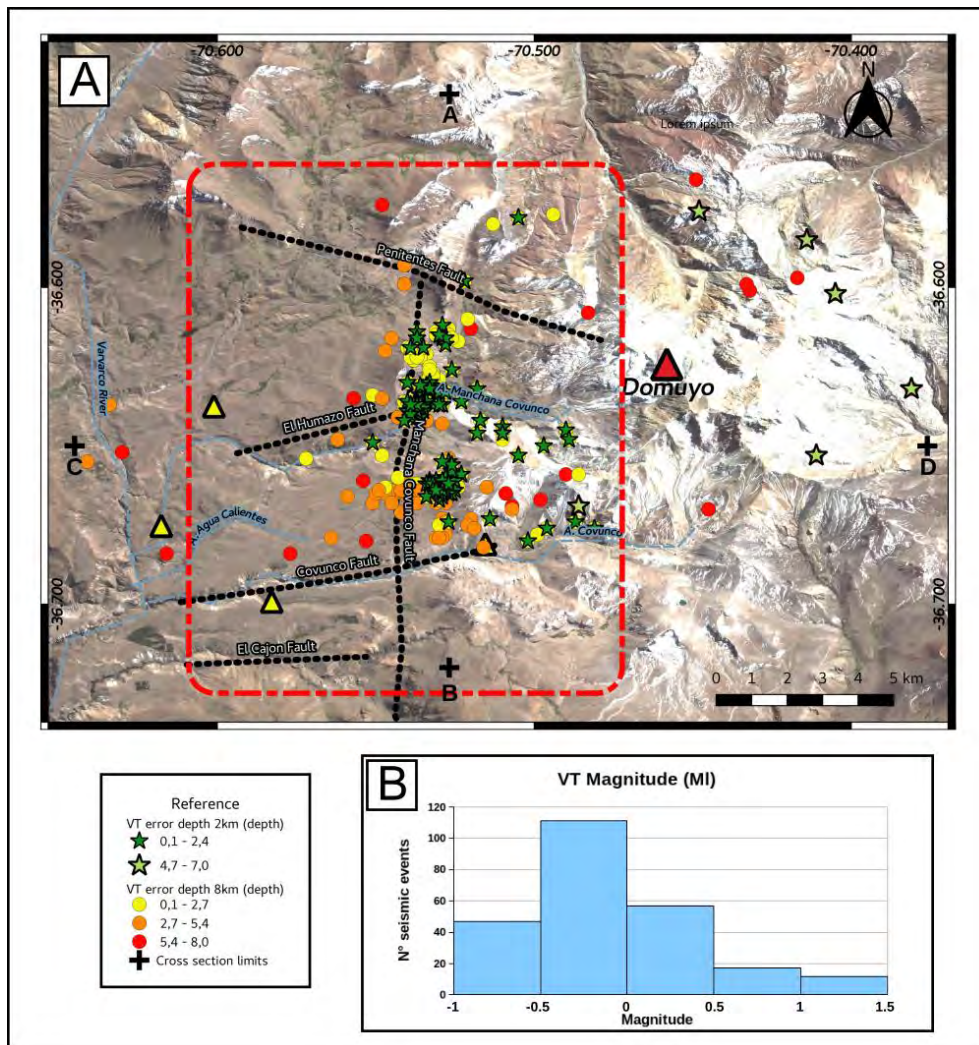 A
-70.600
-70.500
-70.400
N
A
Lorem ipsum
Penitentes Fault
-36.600
-36.600
Varvarco River
Domuyo
A. Manchana Covunco
El Humazo Fault
Manchana Covunco Fault
C
D
Agua Calientes
A. Covunco
Covunco Fault
-36.700
-36.700
El Cajon Fault
B
0 1 2 3 4 5 km
Reference
VT error depth 2km (depth)
0,1 - 2,4
4,7 - 7,0
VT error depth 8km (depth)
0,1 - 2,7
2,7 - 5,4
5,4 - 8,0
Cross section limits
B
VT Magnitude (Ml)
N° seismic events
120
100
80
60
40
20
0
-1 -0.5 0 0.5 1 1.5
Magnitude